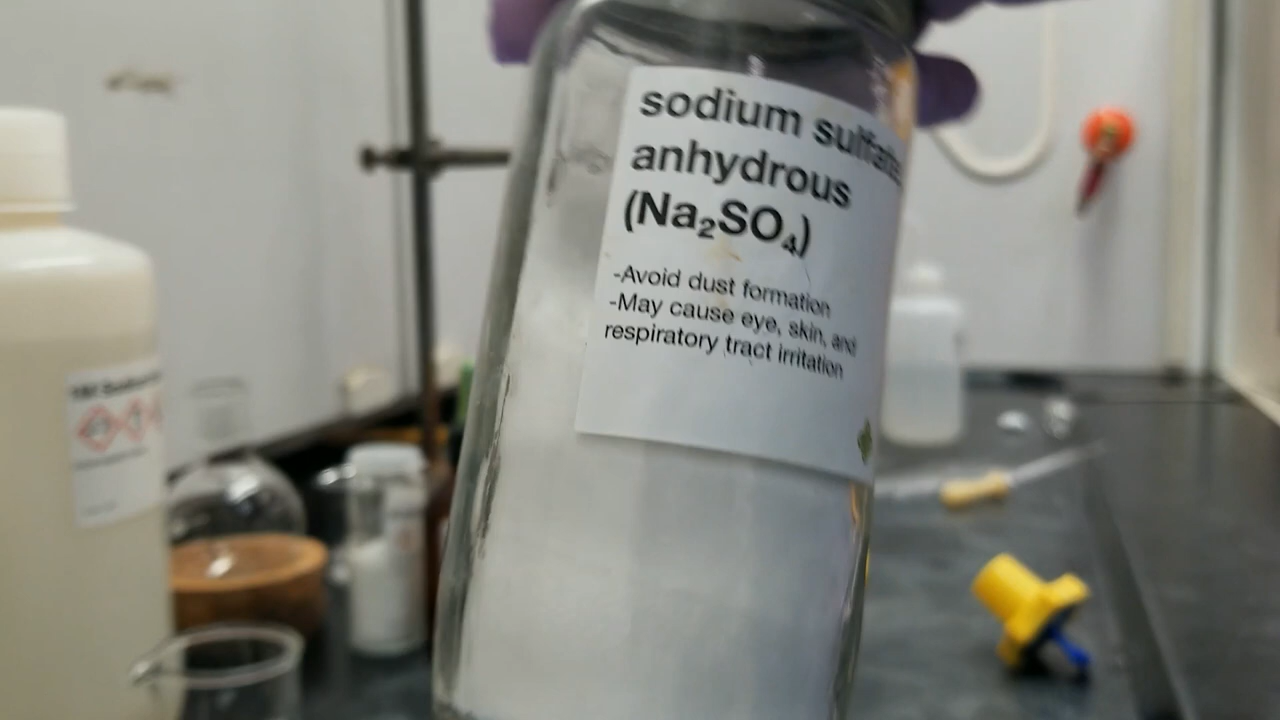 sodium sulfate
anhydrous
(Na₂SO₄)
-Avoid dust formation
-May cause eye, skin, and
respiratory tract irritation